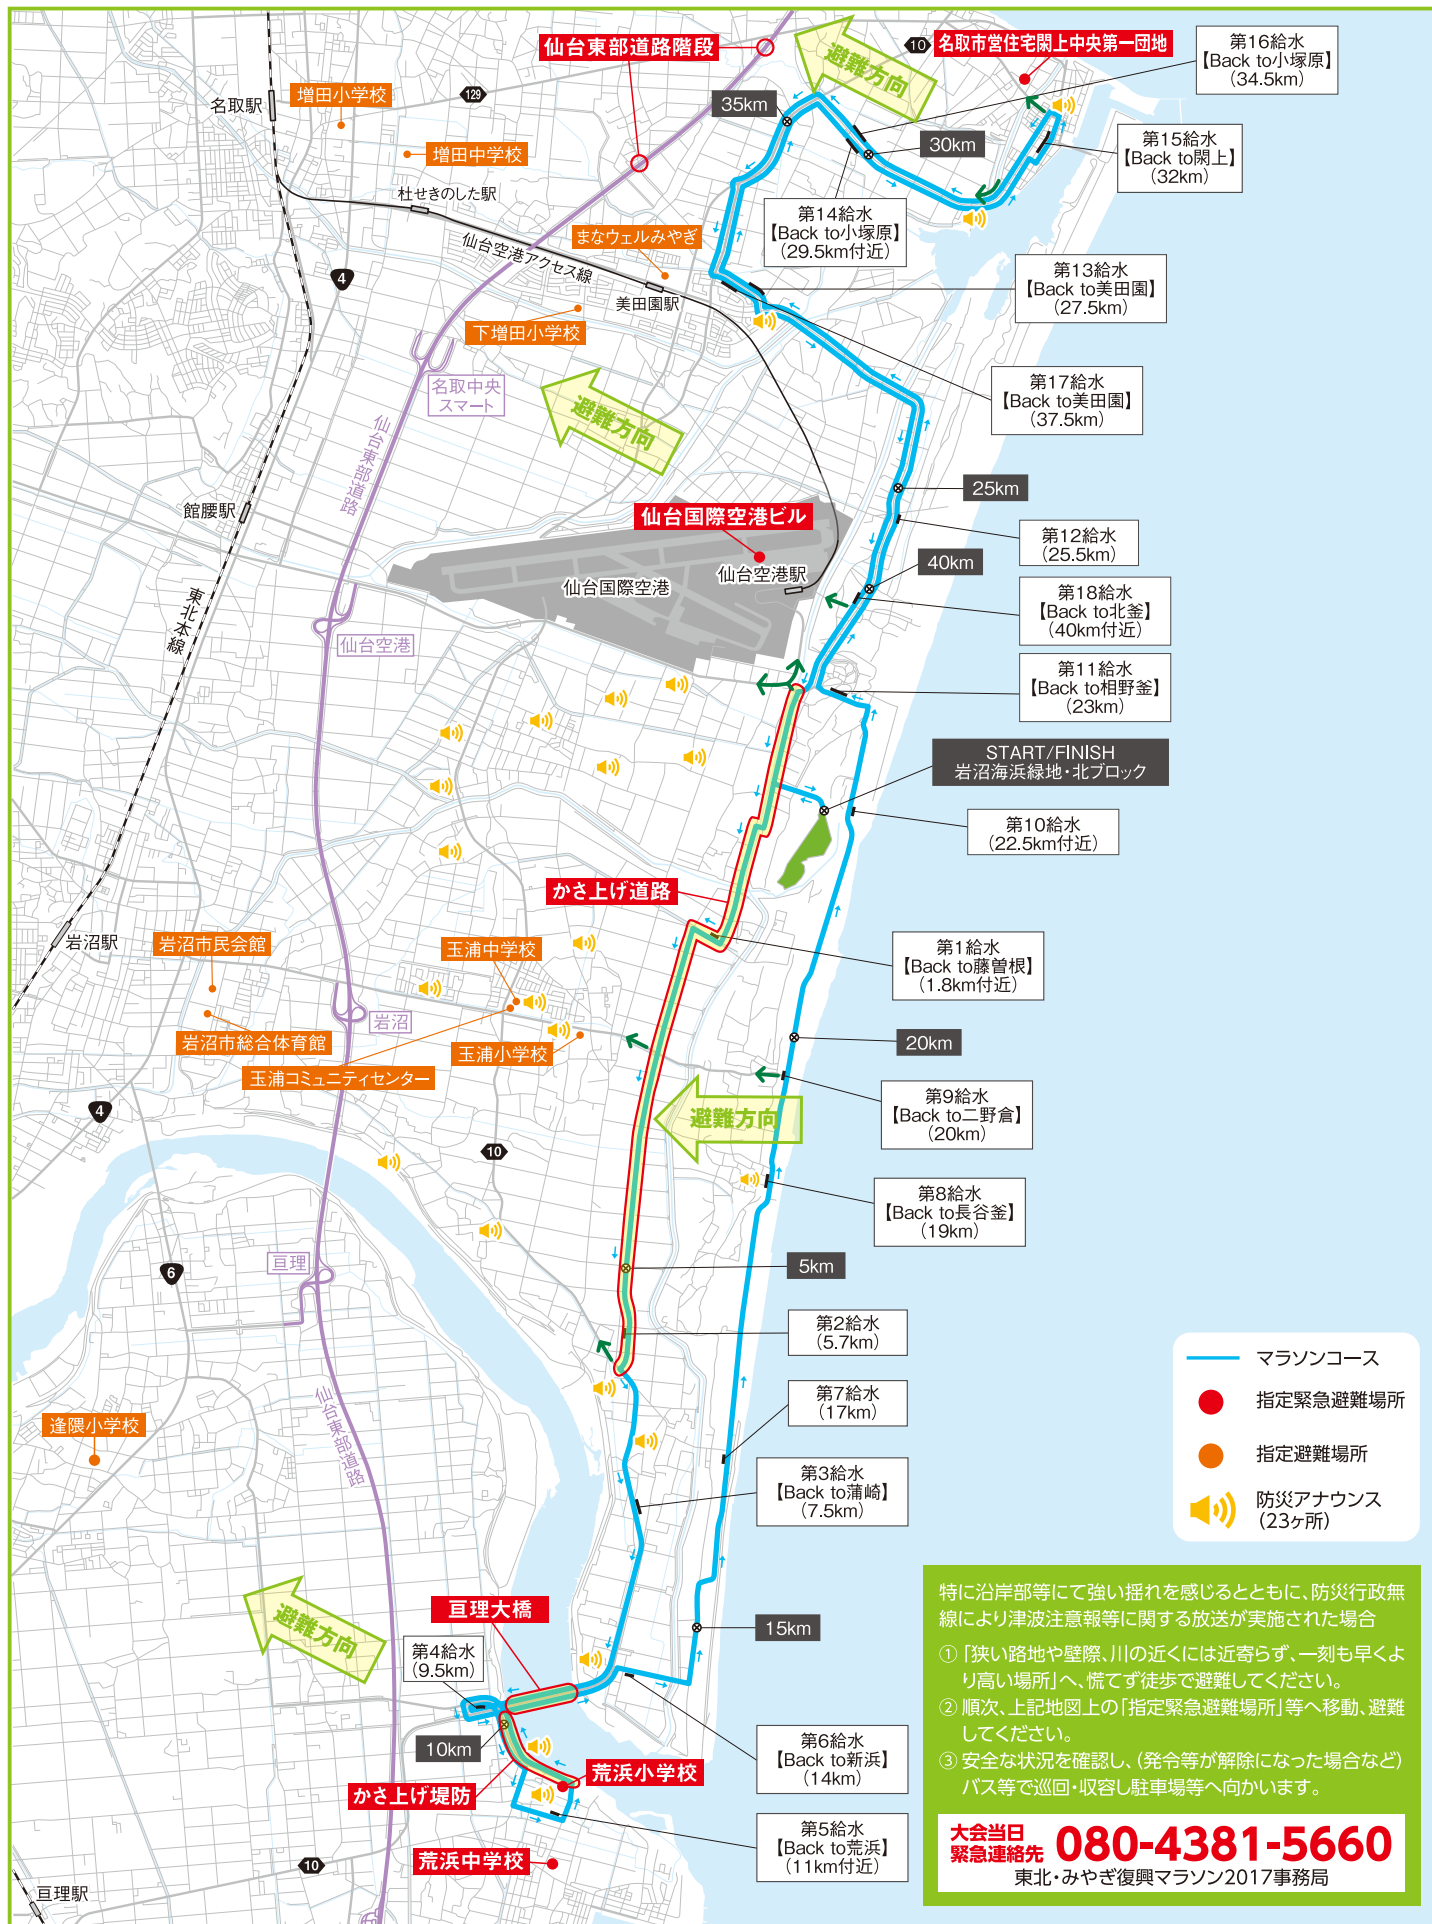 仙台東部道路階段
避難方向
10
名取市営住宅閖上中央第一団地
第16給水
【Back to小塚原】
(34.5km)
名取駅
増田小学校
129
35km
30km
第15給水
【Back to閖上】
(32km)
増田中学校
杜せきのした駅
第14給水
【Back to小塚原】
(29.5km付近)
まなウェルみやぎ
仙台空港アクセス線
4
美田園駅
第13給水
【Back to美田園】
(27.5km)
下増田小学校
名取中央
スマート
避難方向
第17給水
【Back to美田園】
(37.5km)
仙台東部道路
館腰駅
25km
仙台国際空港ビル
第12給水
(25.5km)
仙台国際空港
仙台空港駅
40km
東北本線
第18給水
【Back to北釜】
(40km付近)
仙台空港
第11給水
【Back to相野釜】
(23km)
START/FINISH
岩沼海浜緑地・北ブロック
第10給水
(22.5km付近)
かさ上げ道路
岩沼駅
岩沼市民会館
玉浦中学校
第1給水
【Back to藤曽根】
(1.8km付近)
岩沼
岩沼市総合体育館
玉浦小学校
20km
玉浦コミュニティセンター
4
避難方向
第9給水
【Back to二野倉】
(20km)
10
第8給水
【Back to長谷釜】
(19km)
亘理
6
5km
第2給水
(5.7km)
マラソンコース
指定緊急避難場所
指定避難場所
防災アナウンス
(23ヶ所)
第7給水
(17km)
仙台東部道路
逢隈小学校
第3給水
【Back to蒲崎】
(7.5km)
避難方向
亘理大橋
15km
第4給水
(9.5km)
10km
第6給水
【Back to新浜】
(14km)
荒浜小学校
かさ上げ堤防
第5給水
【Back to荒浜】
(11km付近)
荒浜中学校
10
亘理駅
特に沿岸部等にて強い揺れを感じるとともに、防災行政無
線により津波注意報等に関する放送が実施された場合
①「狭い路地や壁際、川の近くには近寄らず、一刻も早くよ
り高い場所」へ、慌てず徒歩で避難してください。
② 順次、上記地図上の「指定緊急避難場所」等へ移動、避難
してください。
③ 安全な状況を確認し、(発令等が解除になった場合など)
バス等で巡回・収容し駐車場等へ向かいます。
大会当日
緊急連絡先 080-4381-5660
東北・みやぎ復興マラソン2017事務局